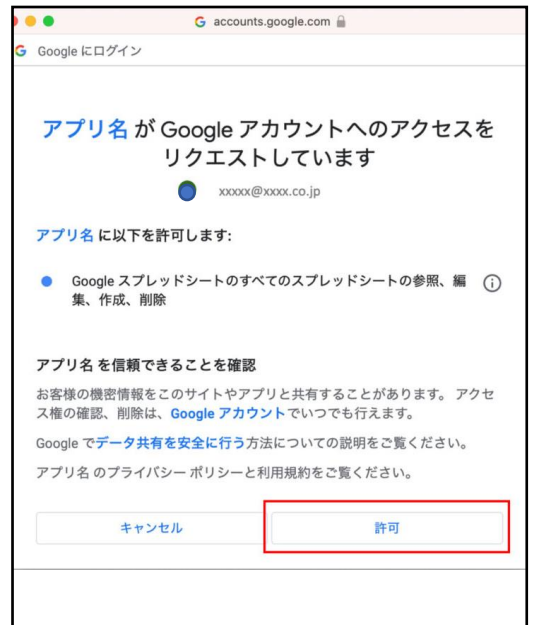 accounts.google.com
Google にログイン
アプリ名 が Google アカウントへのアクセスを
リクエストしています
xxxxx@xxxx.co.jp
アプリ名 に以下を許可します:
Google スプレッドシートのすべてのスプレッドシートの参照、編
集、作成、削除
アプリ名 を信頼できることを確認
お客様の機密情報をこのサイトやアプリと共有することがあります。 アクセ
ス権の確認、削除は、Google アカウントでいつでも行えます。
Google でデータ共有を安全に行う方法についての説明をご覧ください。
アプリ名 のプライバシー ポリシーと利用規約をご覧ください。
キャンセル
許可